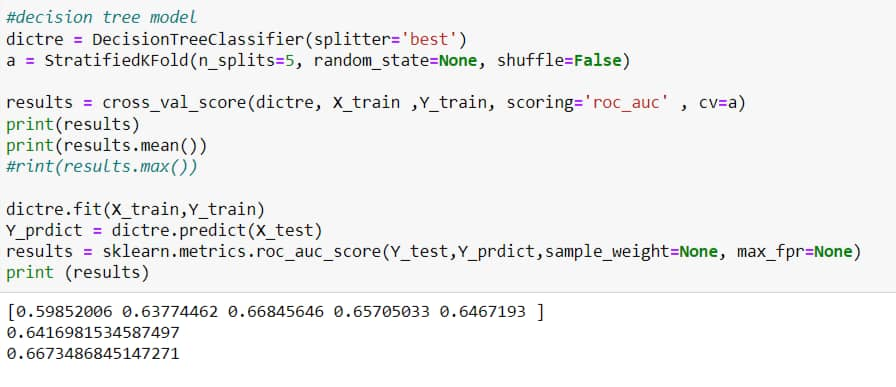 #decision tree model
dictre = DecisionTreeClassifier(splitter='best')
a = StratifiedKFold(n_splits=5, random_state=None, shuffle=False)
results = cross_val_score(dictre, X_train ,Y_train, scoring='roc_auc' , cv=a)
print(results)
print(results.mean())
#rint(results.max())
dictre.fit(X_train,Y_train)
Y_prdict = dictre.predict(X_test)
results = sklearn.metrics.roc_auc_score(Y_test,Y_prdict,sample_weight=None, max_fpr=None)
print (results)
[0.59852006 0.63774462 0.66845646 0.65705033 0.6467193 ]
0.6416981534587497
0.6673486845147271